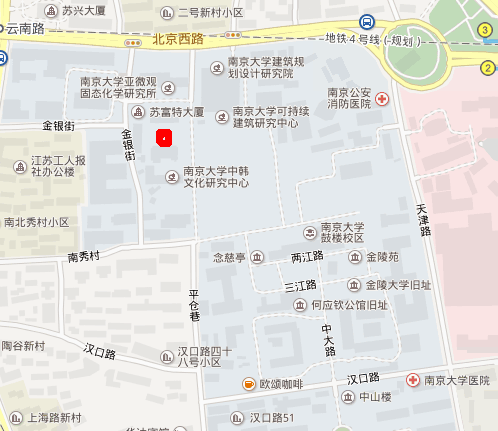 苏兴大厦
二号新村小区
云南路
北京西路
地铁4号线(规划)
3
2
南京大学建筑规
划设计研究院
南京大学亚微观
固态化学研究所
南京公安
消防医院
苏富特大厦
南京大学可持续
建筑研究中心
金银街
金银街
江苏工人报
社办公楼
南京大学中韩
文化研究中心
天津路
南北秀村小区
南京大学
鼓楼校区
南秀村
念慈亭
两江路
金陵苑
三江路
金陵大学旧址
平仓巷
何应钦公馆旧址
中大路
陶谷新村
汉口路
汉口路四十
八号小区
欧颂咖啡
汉口路
南京大学医院
中山楼
上海路新村
汉口路51